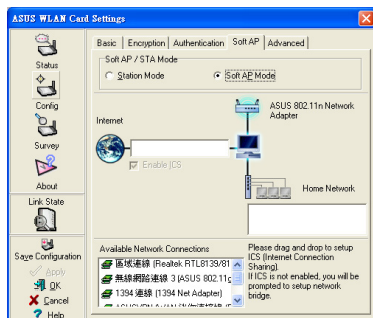 ASUS WLAN Card Settings
Basic
Encryption
Authentication
Soft AP
Advanced
Status
Config
Survey
About
Link State
Save Configuration
Apply
OK
Cancel
Help
Soft AP / STA Mode
Station Mode
Soft AP Mode
Internet
ASUS 802.11n Network
Adapter
Enable ICS
Home Network
Available Network Connections
區域連線 (Realtek RTL8139/81
無線網路連線 3 (ASUS 802.11g
1394 連線 (1394 Net Adapter)
Please drag and drop to setup
ICS (Internet Connection
Sharing).
If ICS is not enabled, you will be
prompted to setup network
bridge.